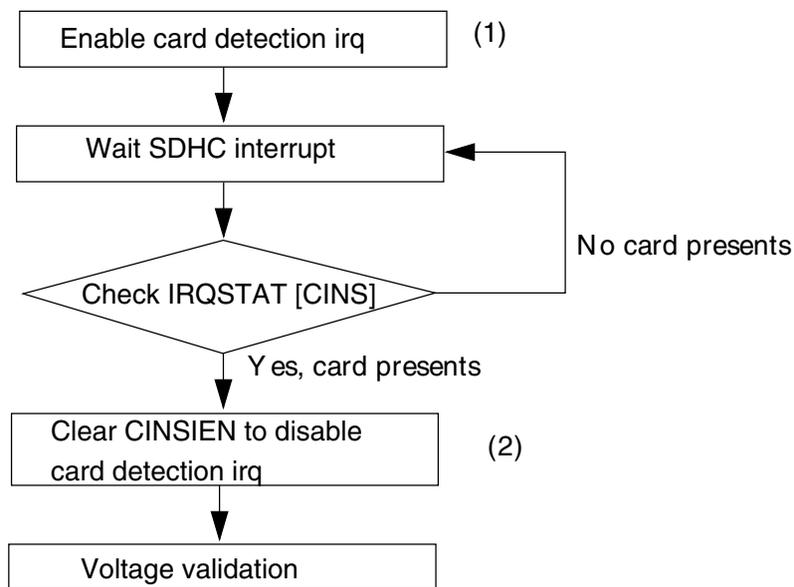 Enable card detection irq
(1)
Wait SDHC interrupt
No card presents
Check IRQSTAT [CINS]
Yes, card presents
Clear CINSIEN to disable
card detection irq
(2)
Voltage validation